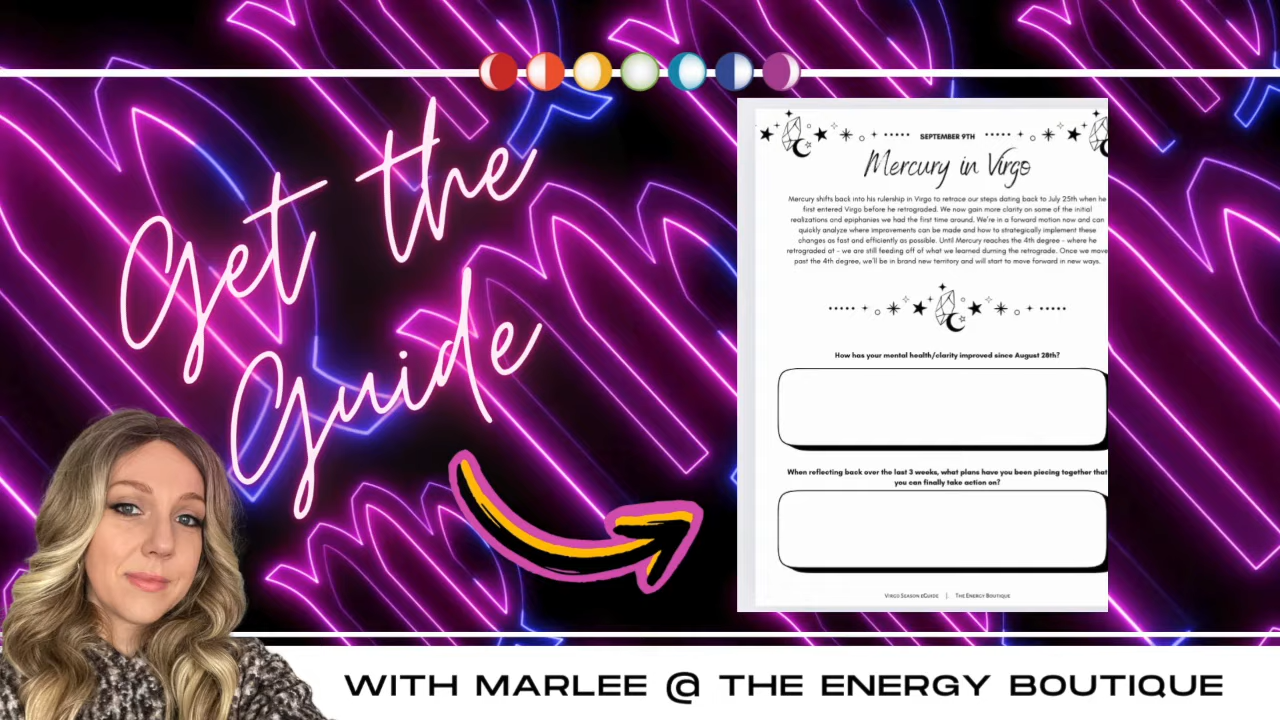 Get the
Guide
SEPTEMBER 9TH
Mercury in Virgo
Mercury shifts back into his rulership in Virgo to retrace our steps dating back to July 25th when he
first entered Virgo before he retrograded. We now gain more clarity on some of the initial
realizations and epiphanies we had the first time around. We're in a forward motion now and can
quickly analyze where improvements can be made and how to strategically implement these
changes as fast and efficiently as possible. Until Mercury reaches the 4th degree - where he
retrograded at - we are still feeding off of what we learned durning the retrograde. Once we move
past the 4th degree, we'll be in brand new territory and will start to move forward in new ways.
How has your mental health/clarity improved since August 28th?
When reflecting back over the last 3 weeks, what plans have you been piecing together that
you can finally take action on?
VIRGO SEASON EGUIDE | THE ENERGY BOUTIQUE
WITH MARLEE @ THE ENERGY BOUTIQUE